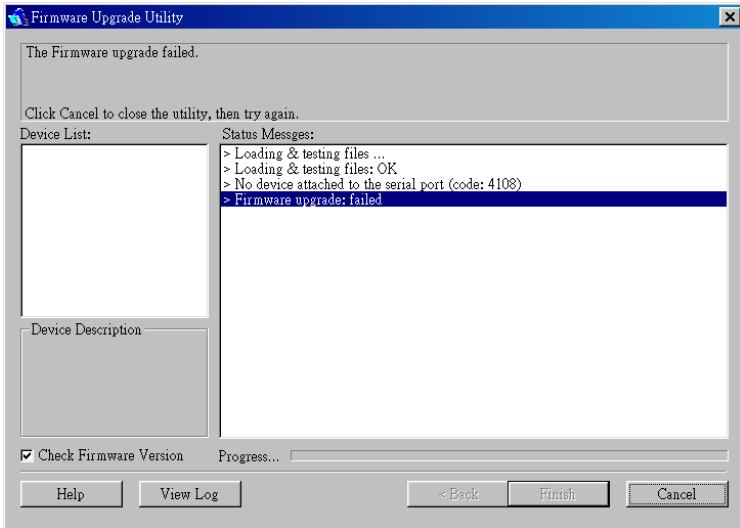 Firmware Upgrade Utility
The Firmware upgrade failed.
Click Cancel to close the utility, then try again.
Device List:
Status Messges:
> Loading & testing files ...
> Loading & testing files: OK
> No device attached to the serial port (code: 4108)
> Firmware upgrade: failed
Device Description
Check Firmware Version
Progress...
Help
View Log
< Back
Finish
Cancel